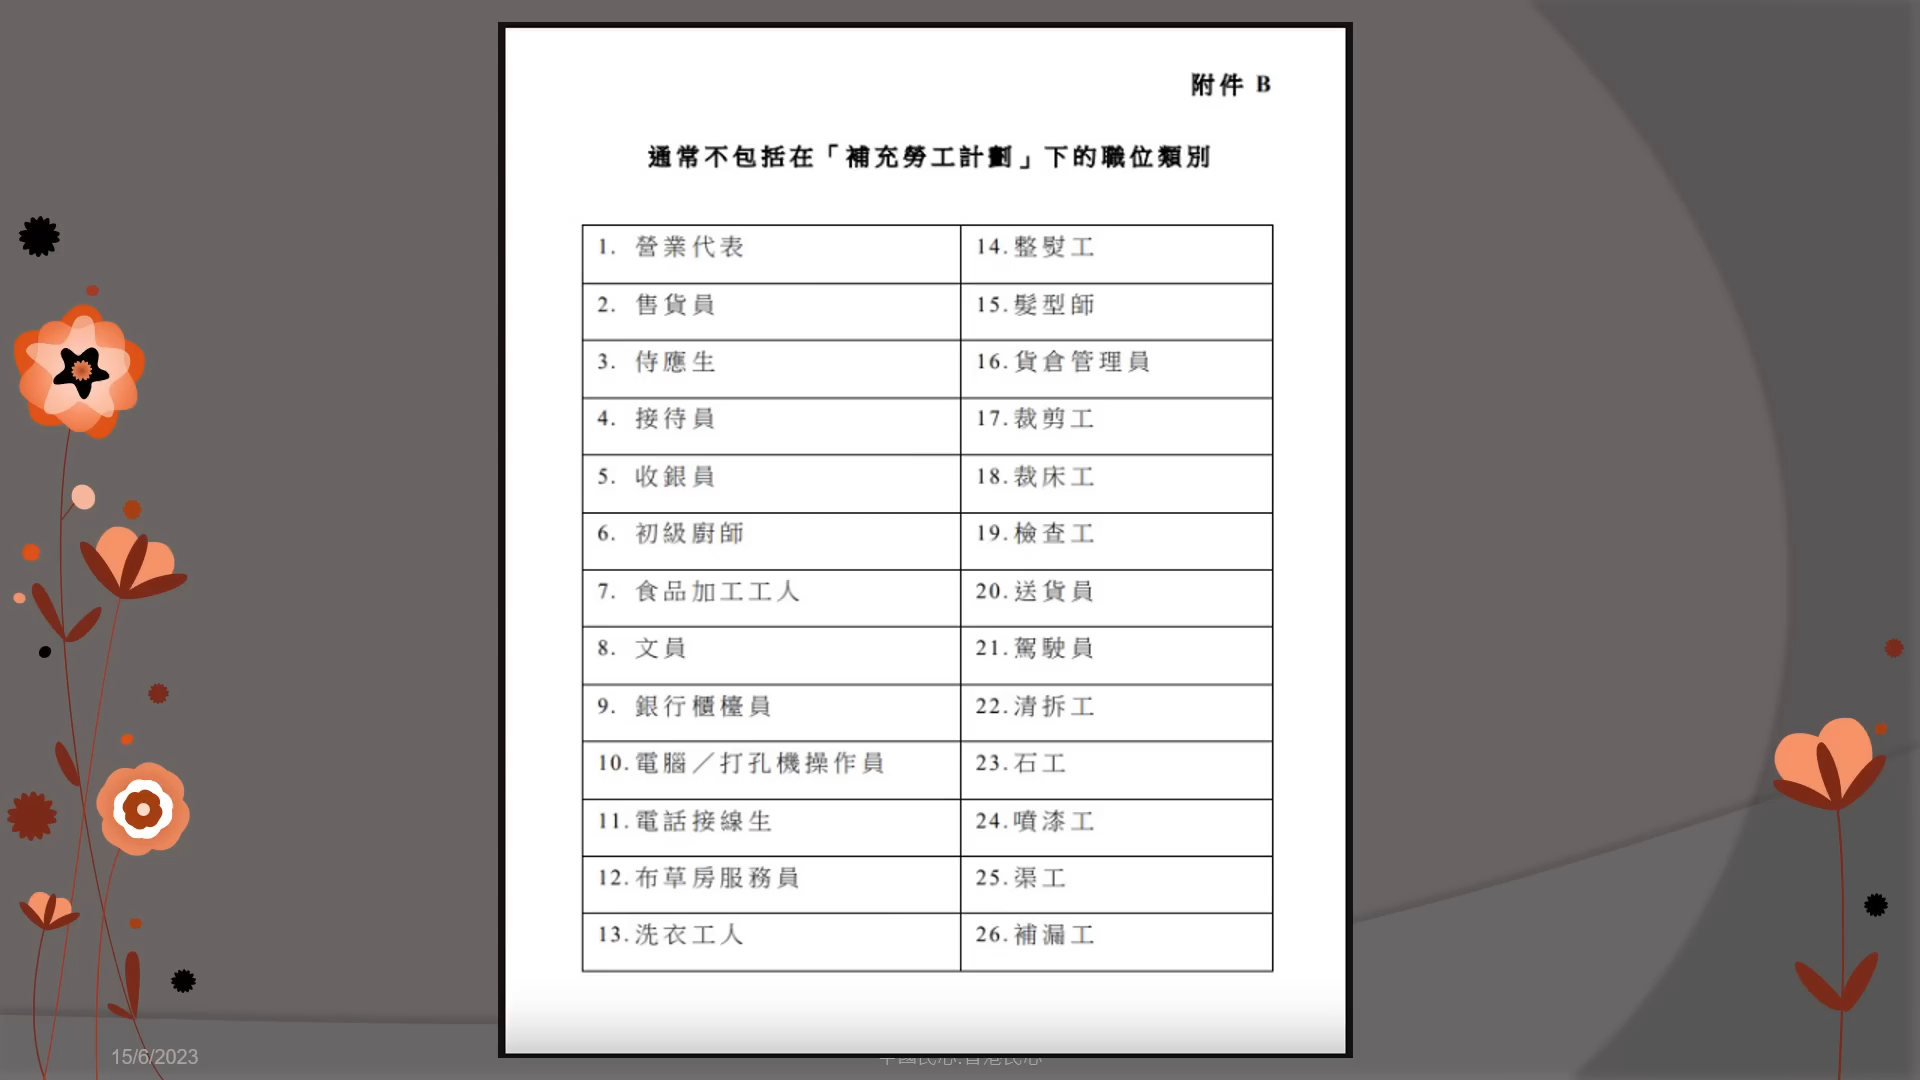 附件 B
通常不包括在「補充勞工計劃」下的職位類別
1. 營業代表
14. 整熨工
2. 售貨員
15. 髮型師
3. 侍應生
16. 貨倉管理員
4. 接待員
17. 裁剪工
5. 收銀員
18. 裁床工
6. 初級廚師
19. 檢查工
7. 食品加工工人
20. 送貨員
8. 文員
21. 駕駛員
9. 銀行櫃檯員
22. 清拆工
10. 電腦／打孔機操作員
23. 石工
11. 電話接線生
24. 噴漆工
12. 布草房服務員
25. 渠工
13. 洗衣工人
26. 補漏工
15/6/2023